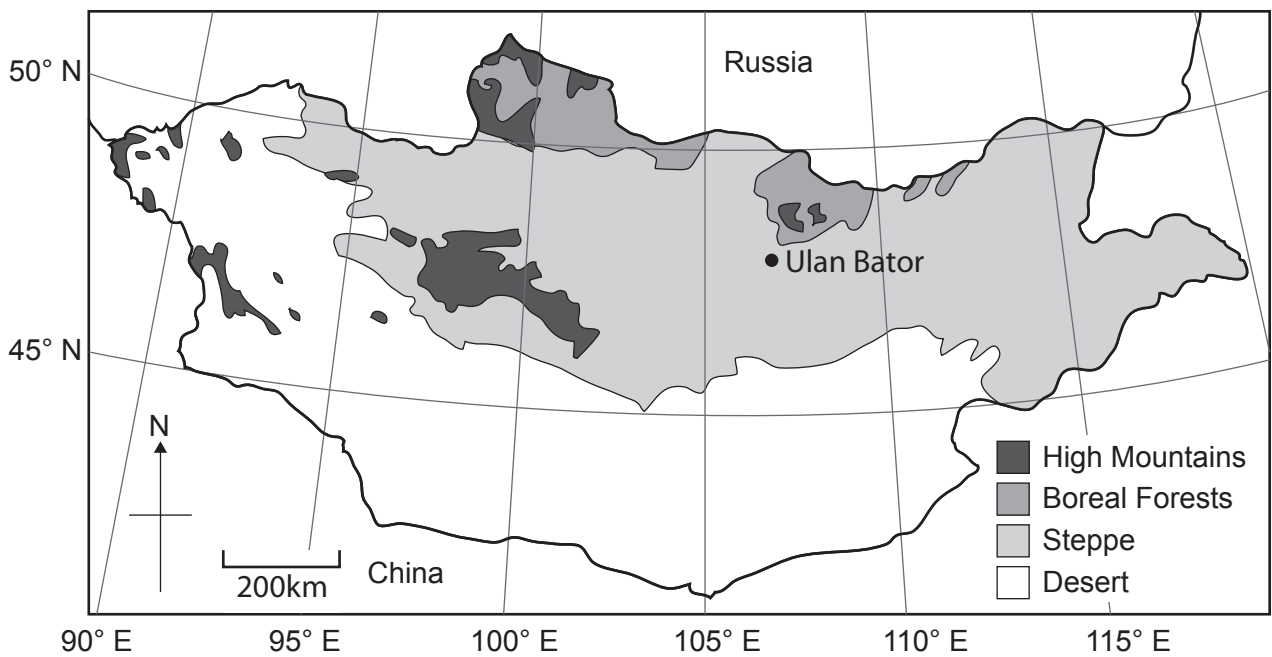 50° N
Russia
Ulan Bator
45° N
N
High Mountains
Boreal Forests
Steppe
Desert
200km
China
90° E
95° E
100° E
105° E
110° E
115° E